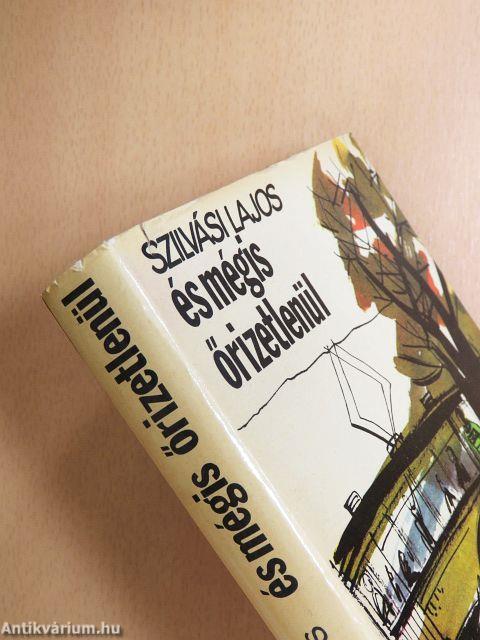 SZILVÁSI LAJOS
és mégis
őrizetlenül
és mégis őrizetlenül
S
Antikvárium.hu